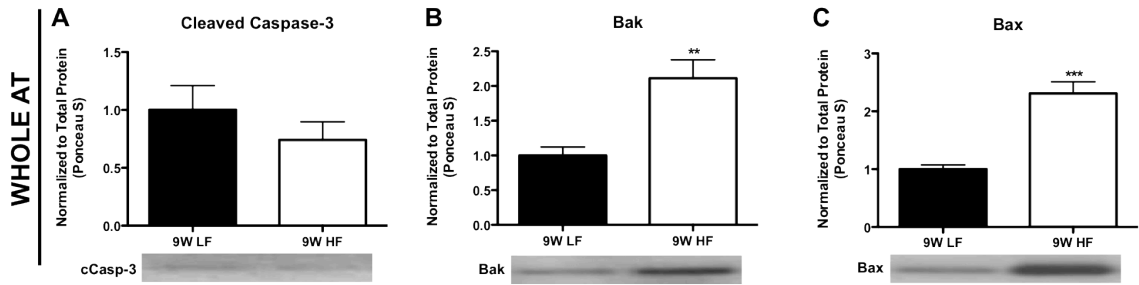 WHOLE AT
A
Cleaved Caspase-3
Normalized to Total Protein
(Ponceau S)
1.5
1.0
0.5
0.0
9W LF
9W HF
cCasp-3
B
Bak
Normalized to Total Protein
(Ponceau S)
2.5
2.0
1.5
1.0
0.5
0.0
**
9W LF
9W HF
Bak
C
Bax
Normalized to Total Protein
(Ponceau S)
3
2
1
0
***
9W LF
9W HF
Bax